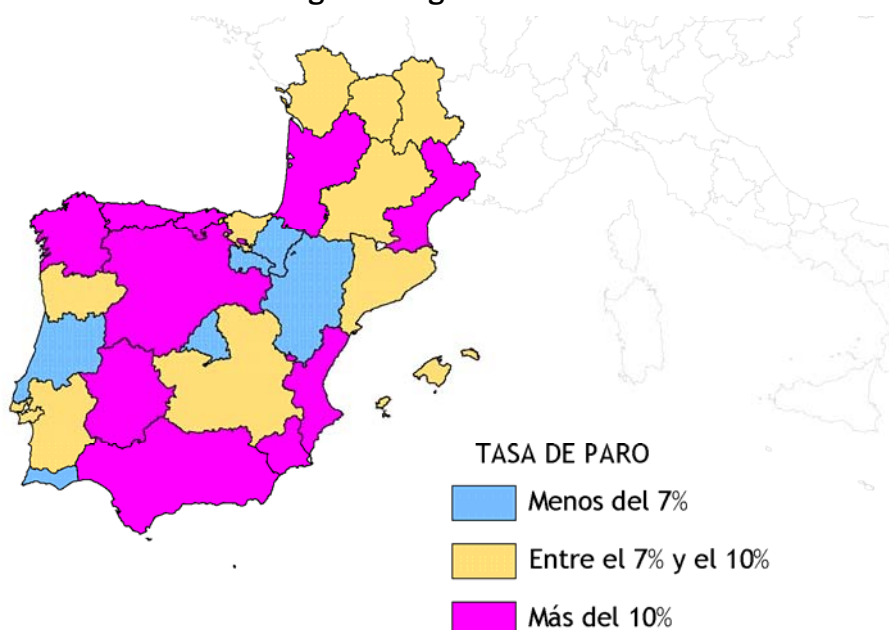 TASA DE PARO
Menos del 7%
Entre el 7% y el 10%
Más del 10%